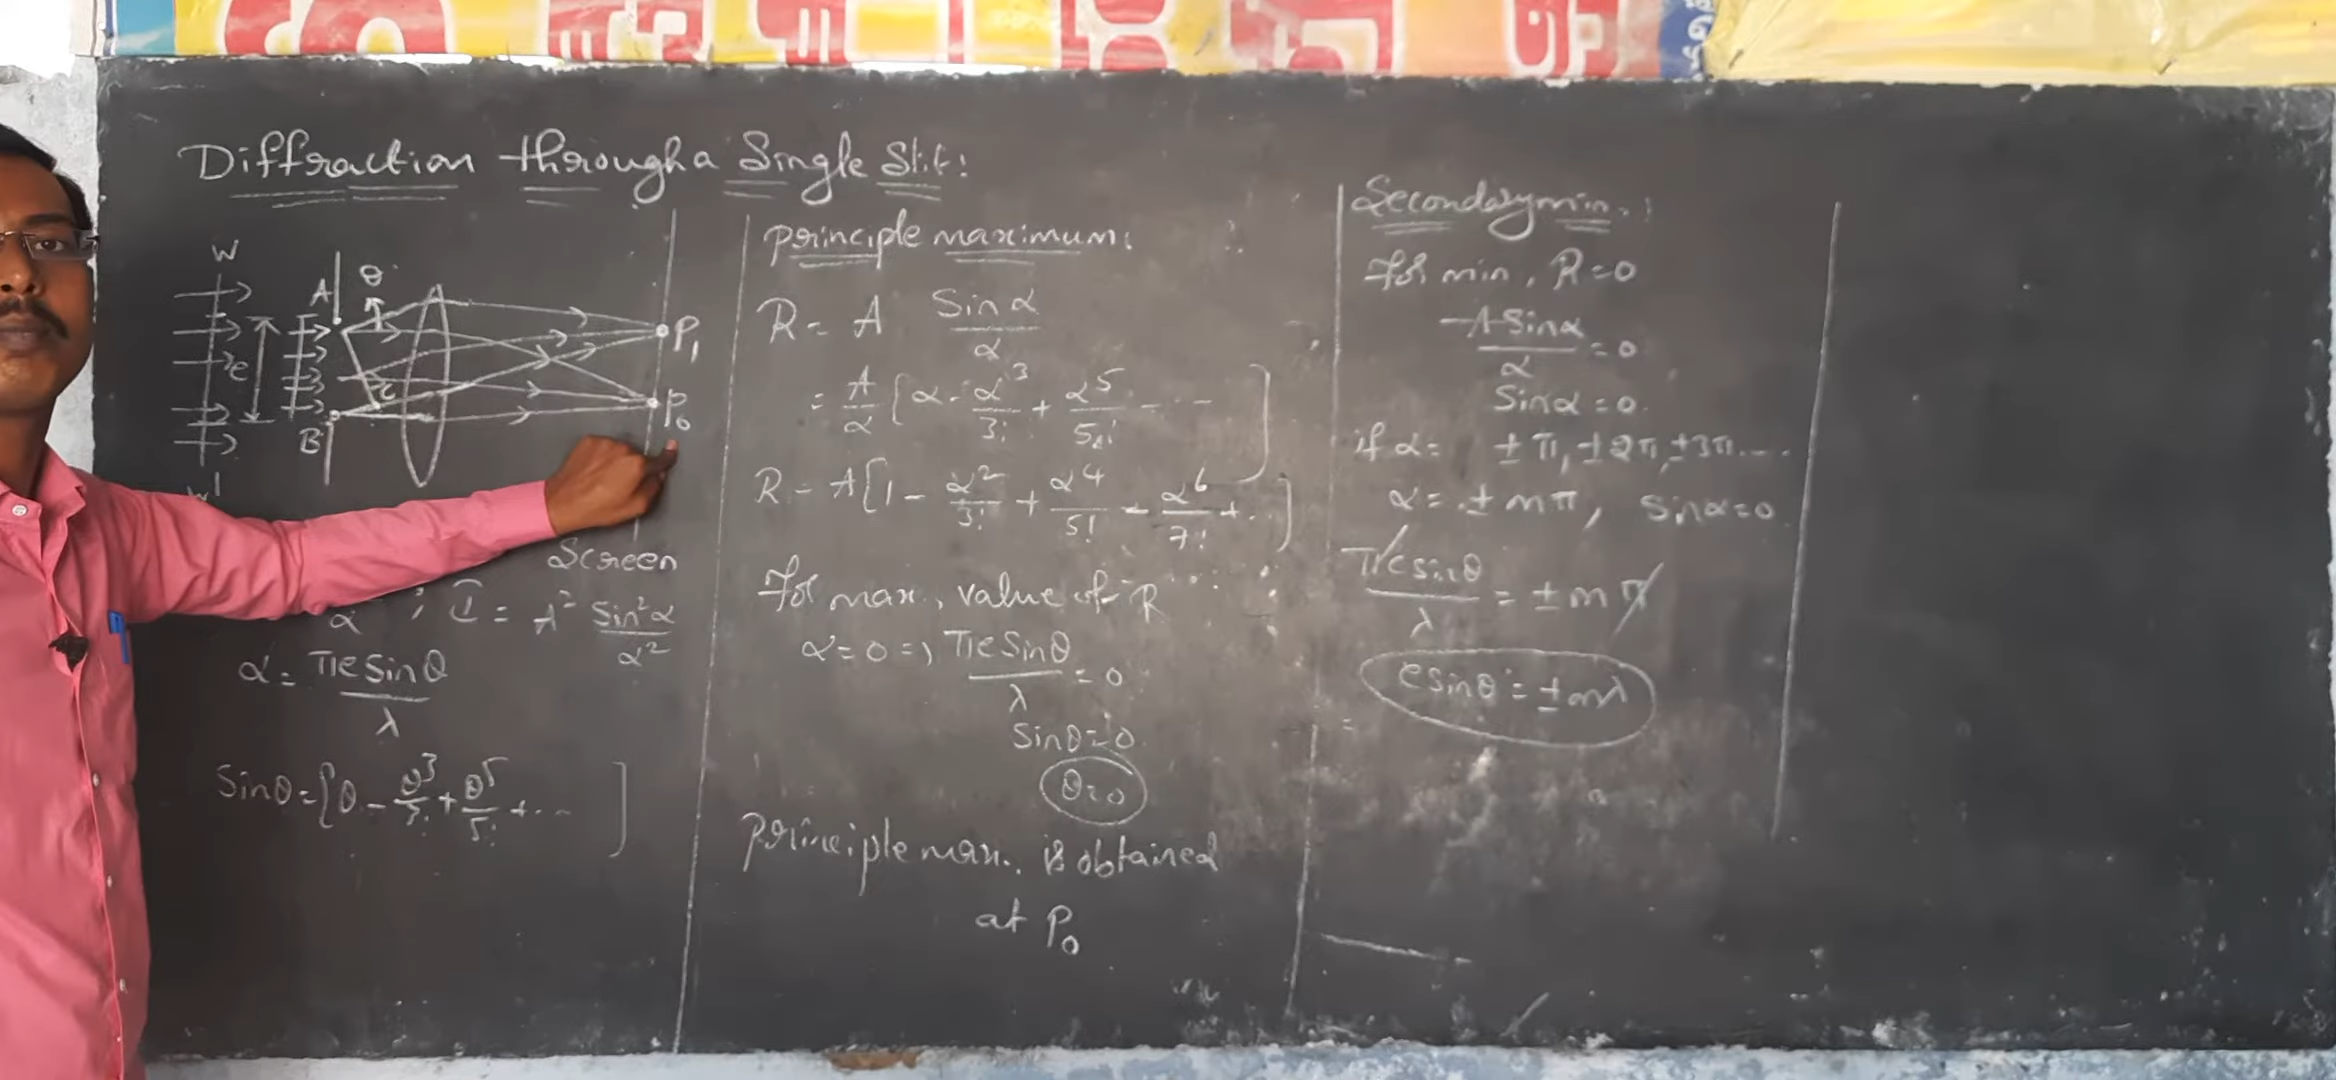 Diffraction through a Single Slit:
W
A
θ
e
c
B
P₁
P₀
Screen
α ; I = A² Sin²α / α²
α = πe Sinθ / λ
Sinθ = [θ - θ³/3! + θ⁵/5! + ...]
principle maximum:
R = A Sinα / α
= A/α [α - α³/3! + α⁵/5! - - -]
R = A[1 - α²/3! + α⁴/5! - α⁶/7! + ..]
For max, value of R
α = 0 ⇒ πe Sinθ / λ = 0
Sinθ = 0
θ = 0
principle max. is obtained
at P₀
Secondary min.:
For min, R = 0
A Sinα / α = 0
Sinα = 0
if α = ± π, ± 2π, ± 3π....
α = ± mπ, Sinα = 0
πe sinθ / λ = ± m π
e sinθ = ± mλ